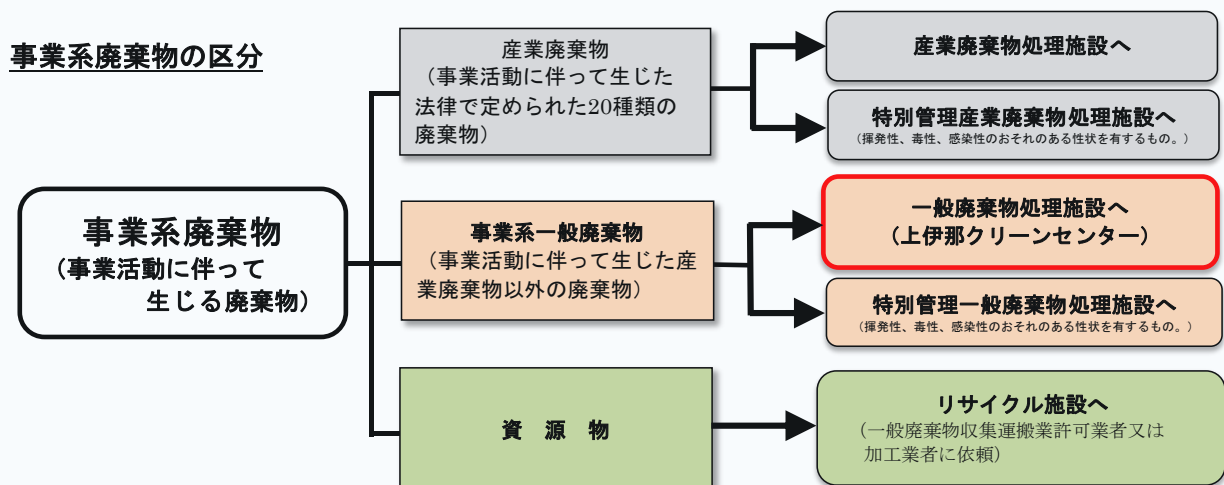 事業系廃棄物の区分
事業系廃棄物
（事業活動に伴って
生じる廃棄物）
産業廃棄物
（事業活動に伴って生じた
法律で定められた20種類の
廃棄物）
産業廃棄物処理施設へ
特別管理産業廃棄物処理施設へ
（揮発性、毒性、感染性のおそれのある性状を有するもの。）
事業系一般廃棄物
（事業活動に伴って生じた産
業廃棄物以外の廃棄物）
一般廃棄物処理施設へ
（上伊那クリーンセンター）
特別管理一般廃棄物処理施設へ
（揮発性、毒性、感染性のおそれのある性状を有するもの。）
資　源　物
リサイクル施設へ
（一般廃棄物収集運搬業許可業者又は
加工業者に依頼）